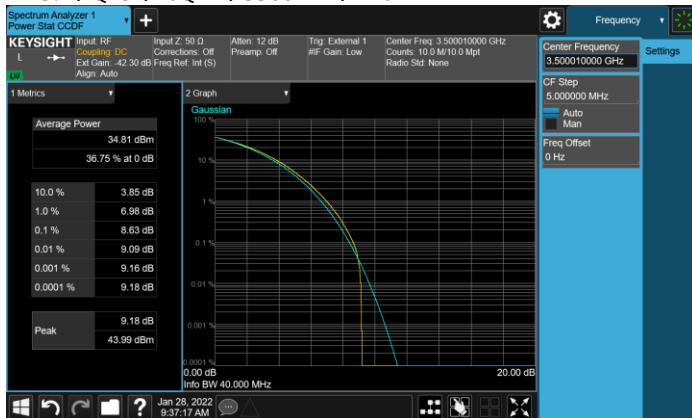 Spectrum Analyzer 1
Power Stat CCDF
Frequency
KEYSIGHT
L
Input: RF
Coupling: DC
Ext Gain: -42.30 dB
Align: Auto
Input Z: 50 Ω
Corrections: Off
Freq Ref: Int (S)
Atten: 12 dB
Preamp: Off
Trig: External 1
#IF Gain: Low
Center Freq: 3.500010000 GHz
Counts: 10.0 M/10.0 Mpt
Radio Std: None
Center Frequency
3.500010000 GHz
Settings
CF Step
5.000000 MHz
Auto
Man
Freq Offset
0 Hz
1 Metrics
Average Power
34.81 dBm
36.75 % at 0 dB
10.0 % 3.85 dB
1.0 % 6.98 dB
0.1 % 8.63 dB
0.01 % 9.09 dB
0.001 % 9.16 dB
0.0001 % 9.18 dB
Peak
9.18 dB
43.99 dBm
2 Graph
Gaussian
100 %
10 %
1 %
0.1 %
0.01 %
0.001 %
0.0001 %
0.00 dB 20.00 dB
Info BW 40.000 MHz
?
Jan 28, 2022
9:37:17 AM